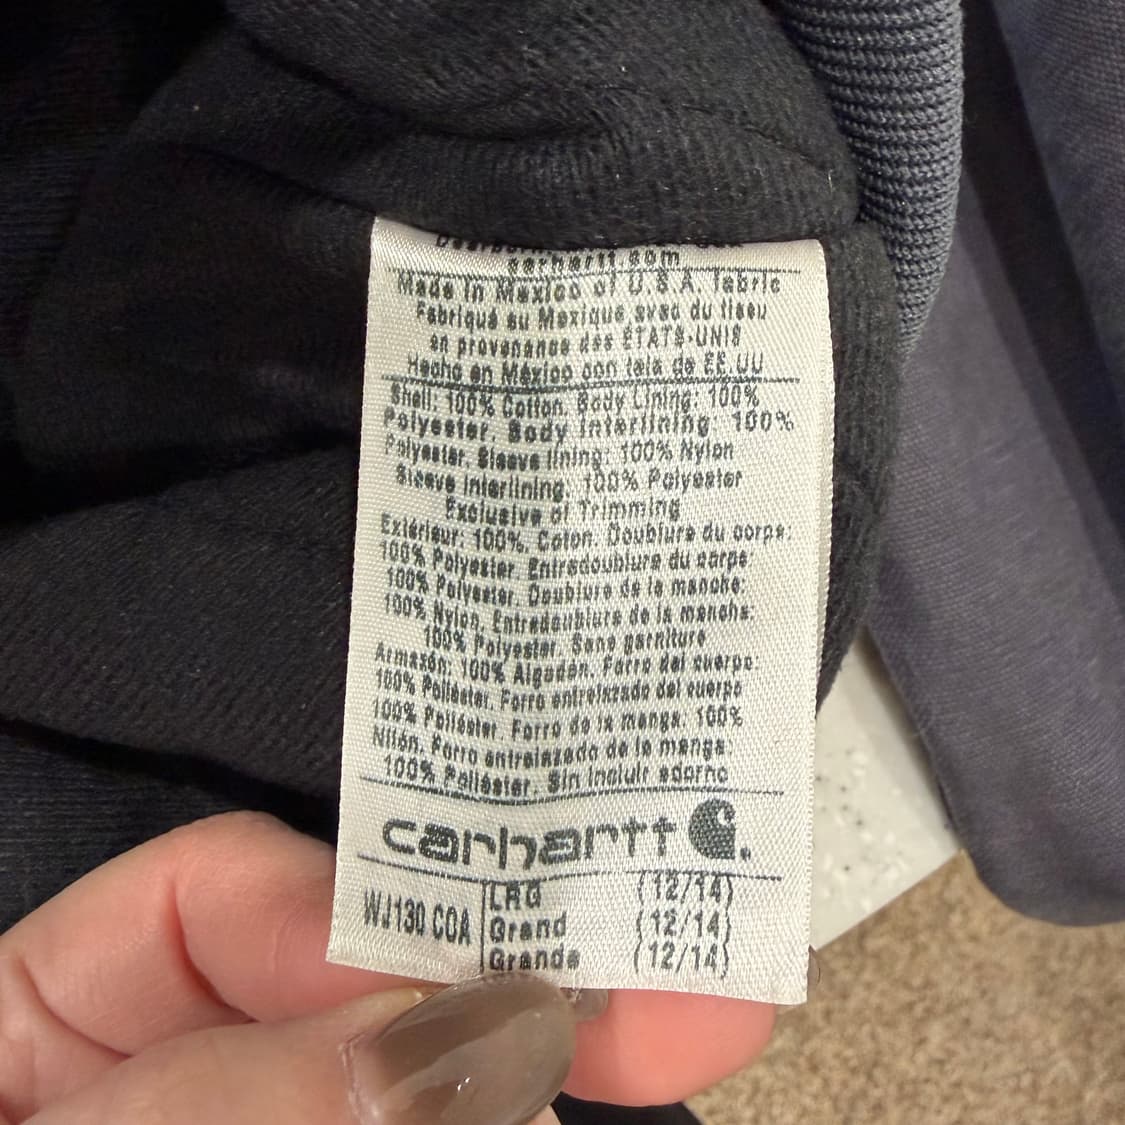 carhartt.com
Made in Mexico of U.S.A. fabric
Fabriqué au Mexique avec du tissu
en provenance des ÉTATS-UNIS
Hecho en México con tela de EE.UU
Shell: 100% Cotton. Body Lining: 100%
Polyester. Body Interlining: 100%
Polyester. Sleeve lining: 100% Nylon
Sleeve Interlining: 100% Polyester
Exclusive of Trimming
Extérieur: 100%. Coton. Doublure du corps:
100% Polyester. Entredoublure du corps
100% Polyester. Doublure de la manche:
100% Nylon. Entredoublure de la manche:
100% Polyester. Sans garniture
Armazón: 100% Algodón. Forro del cuerpo:
100% Poliéster. Forro entrelazado del cuerpo
100% Poliéster. Forro de la manga: 100%
Nilón. Forro entrelazado de la manga:
100% Poliéster. Sin incluir adorno
carhartt
WJ130 COA
LRG (12/14)
Grand (12/14)
Grande (12/14)